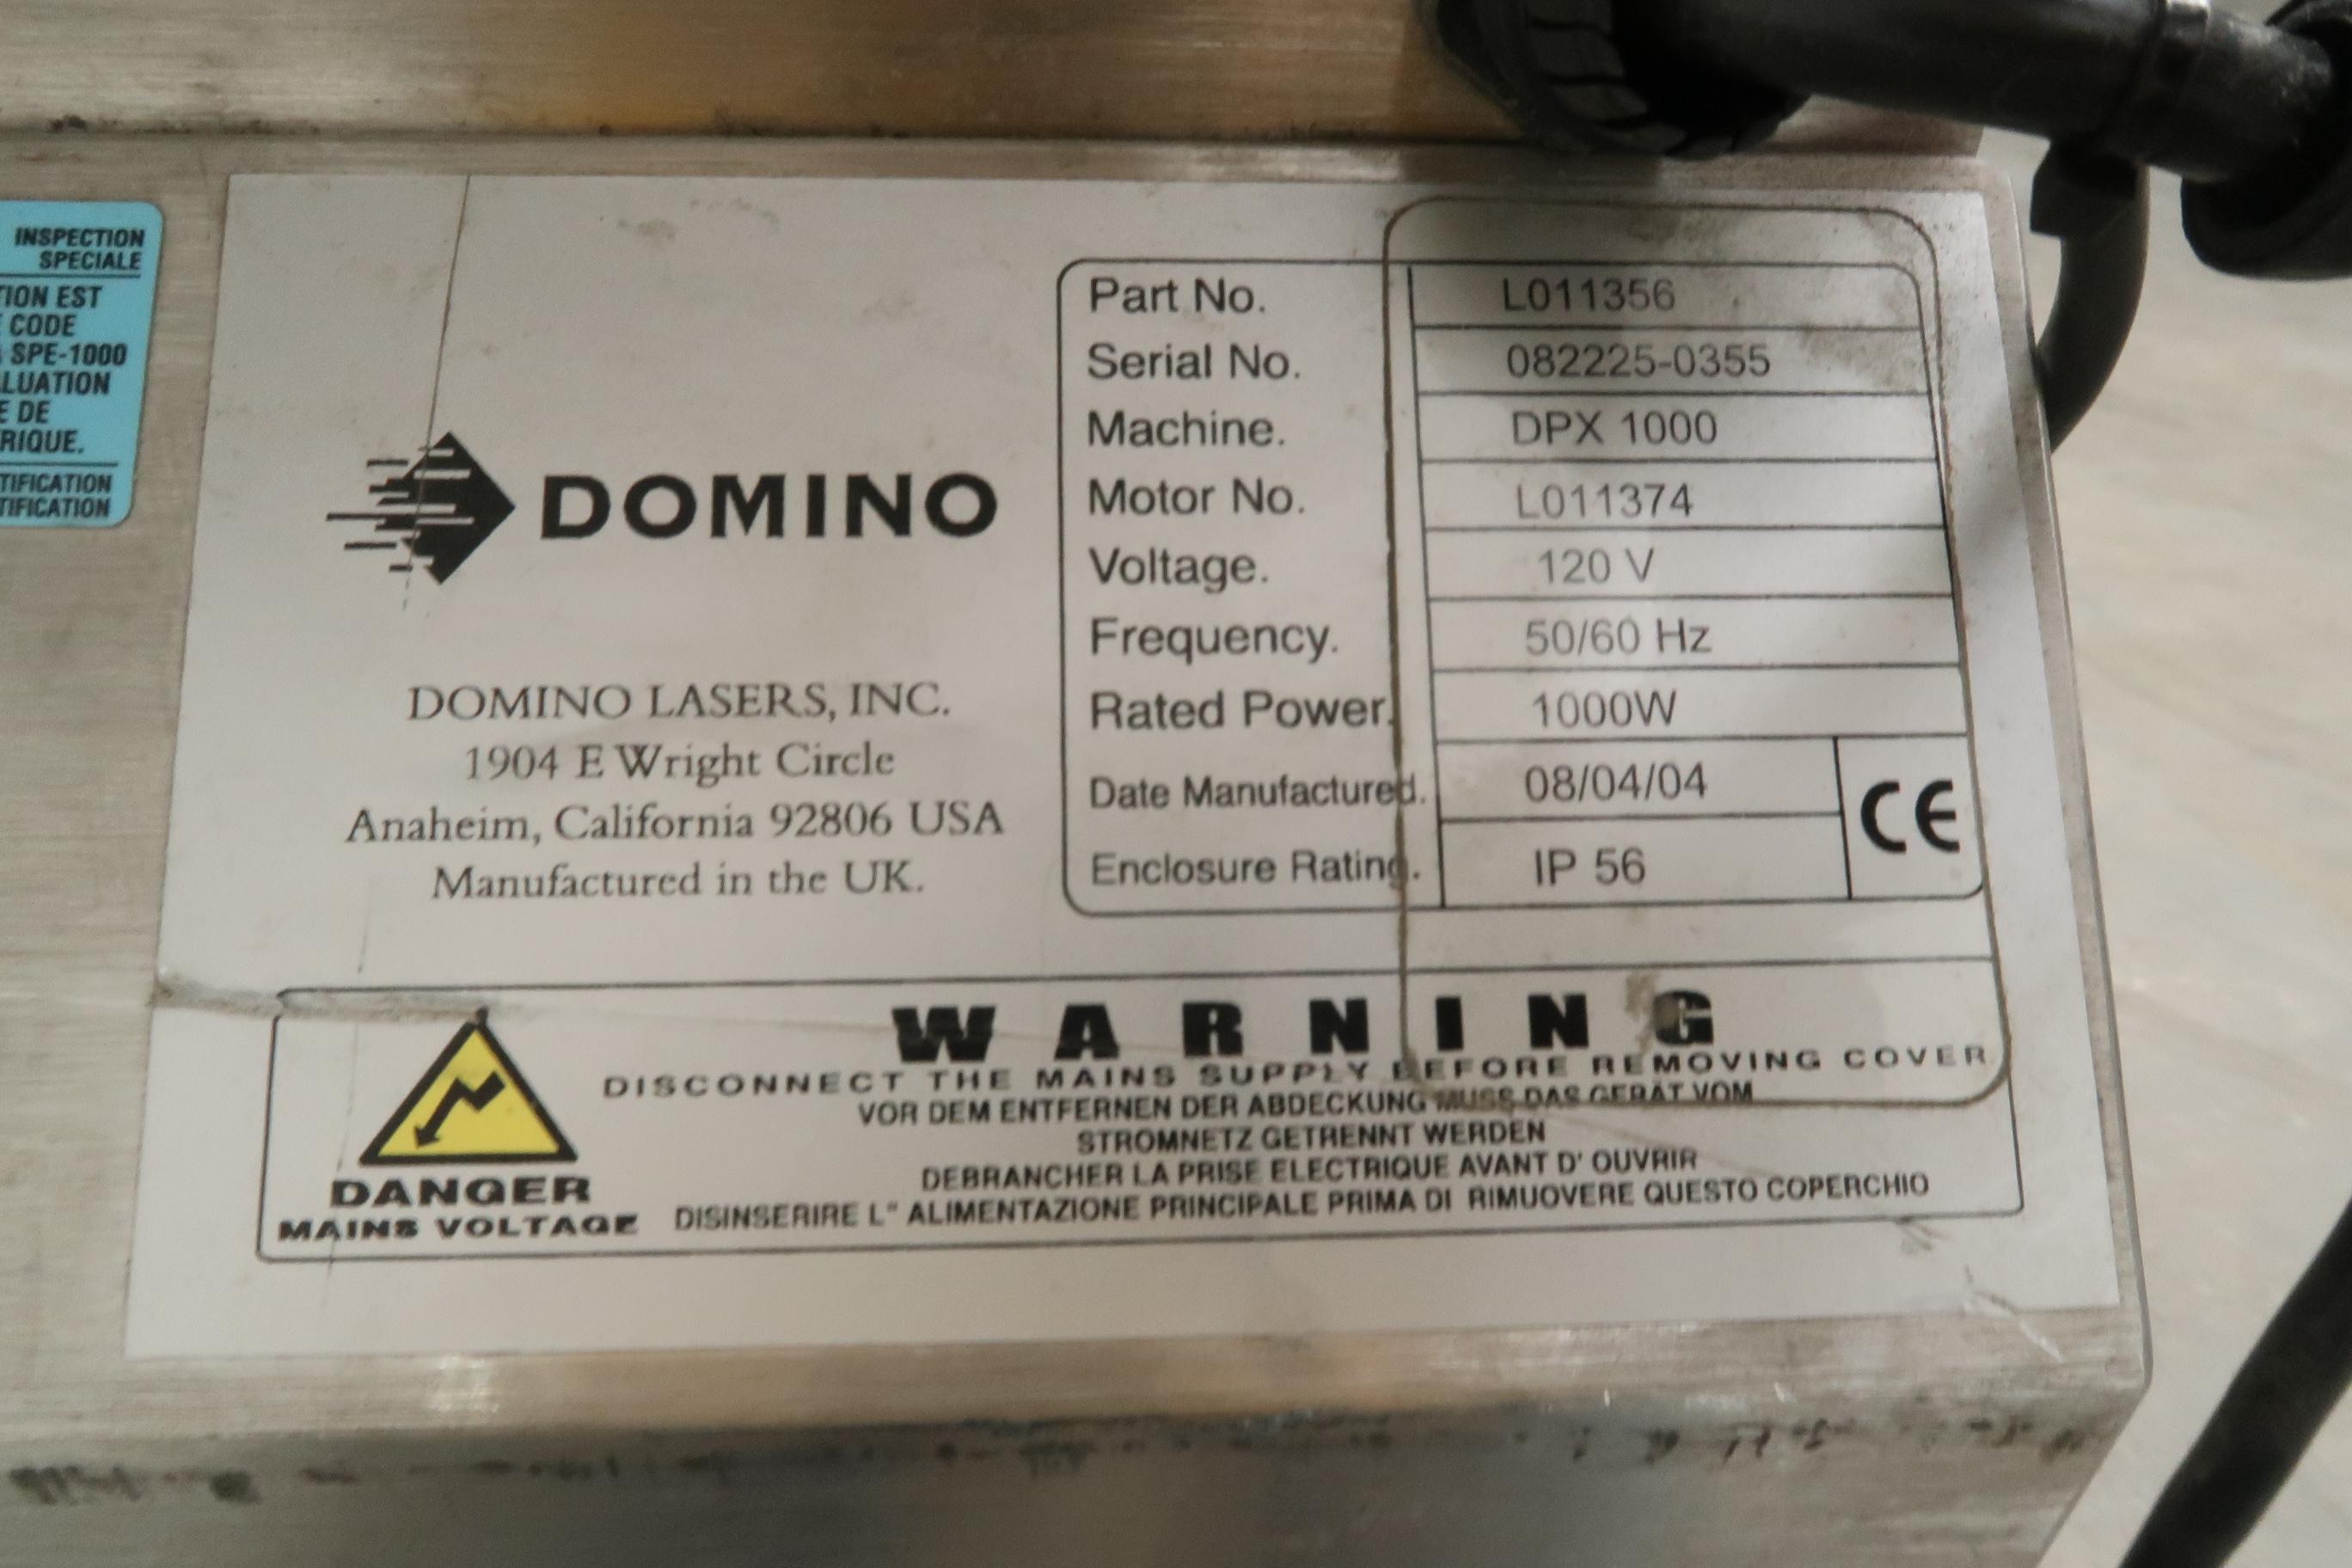 INSPECTION
SPECIALE
TION EST
CODE
SPE-1000
LUATION
E DE
RIQUE.
TIFICATION
TIFICATION
DOMINO
DOMINO LASERS, INC.
1904 E Wright Circle
Anaheim, California 92806 USA
Manufactured in the UK.
Part No. L011356
Serial No. 082225-0355
Machine. DPX 1000
Motor No. L011374
Voltage. 120 V
Frequency. 50/60 Hz
Rated Power. 1000W
Date Manufactured. 08/04/04
Enclosure Rating. IP 56
CE
WARNING
DISCONNECT THE MAINS SUPPLY BEFORE REMOVING COVER
VOR DEM ENTFERNEN DER ABDECKUNG MUSS DAS GERÄT VOM
STROMNETZ GETRENNT WERDEN
DEBRANCHER LA PRISE ELECTRIQUE AVANT D' OUVRIR
DISINSERIRE L" ALIMENTAZIONE PRINCIPALE PRIMA DI RIMUOVERE QUESTO COPERCHIO
DANGER
MAINS VOLTAGE